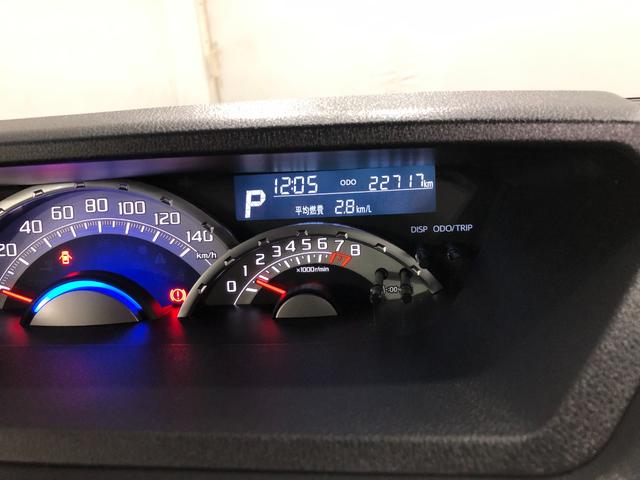 12:05 ODO 22717km
P
平均燃費 2.8km/L
DISP ODO/TRIP
20 40 60 80 100 120 140
km/h
0 1 2 3 4 5 6 7 8
x1000r/min
:00